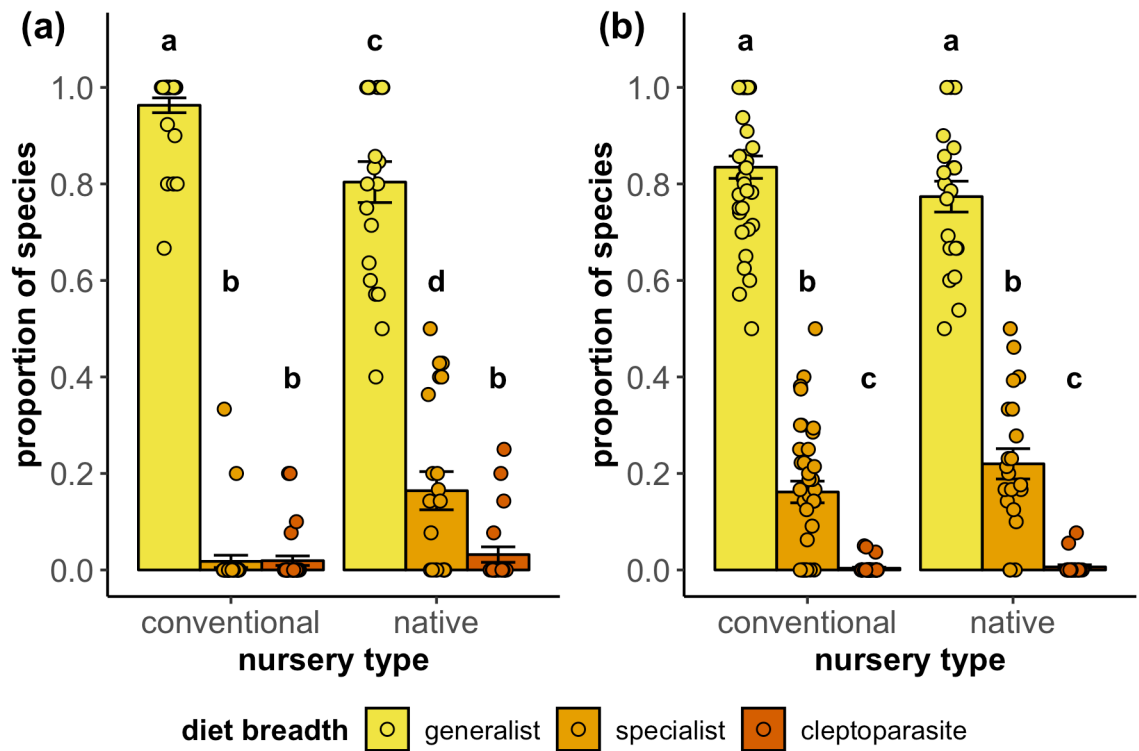 (a)
a
c
b
d
b
b
1.0
0.8
0.6
0.4
0.2
0.0
proportion of species
conventional
native
nursery type
(b)
a
a
b
b
c
c
1.0
0.8
0.6
0.4
0.2
0.0
proportion of species
conventional
native
nursery type
diet breadth generalist specialist cleptoparasite